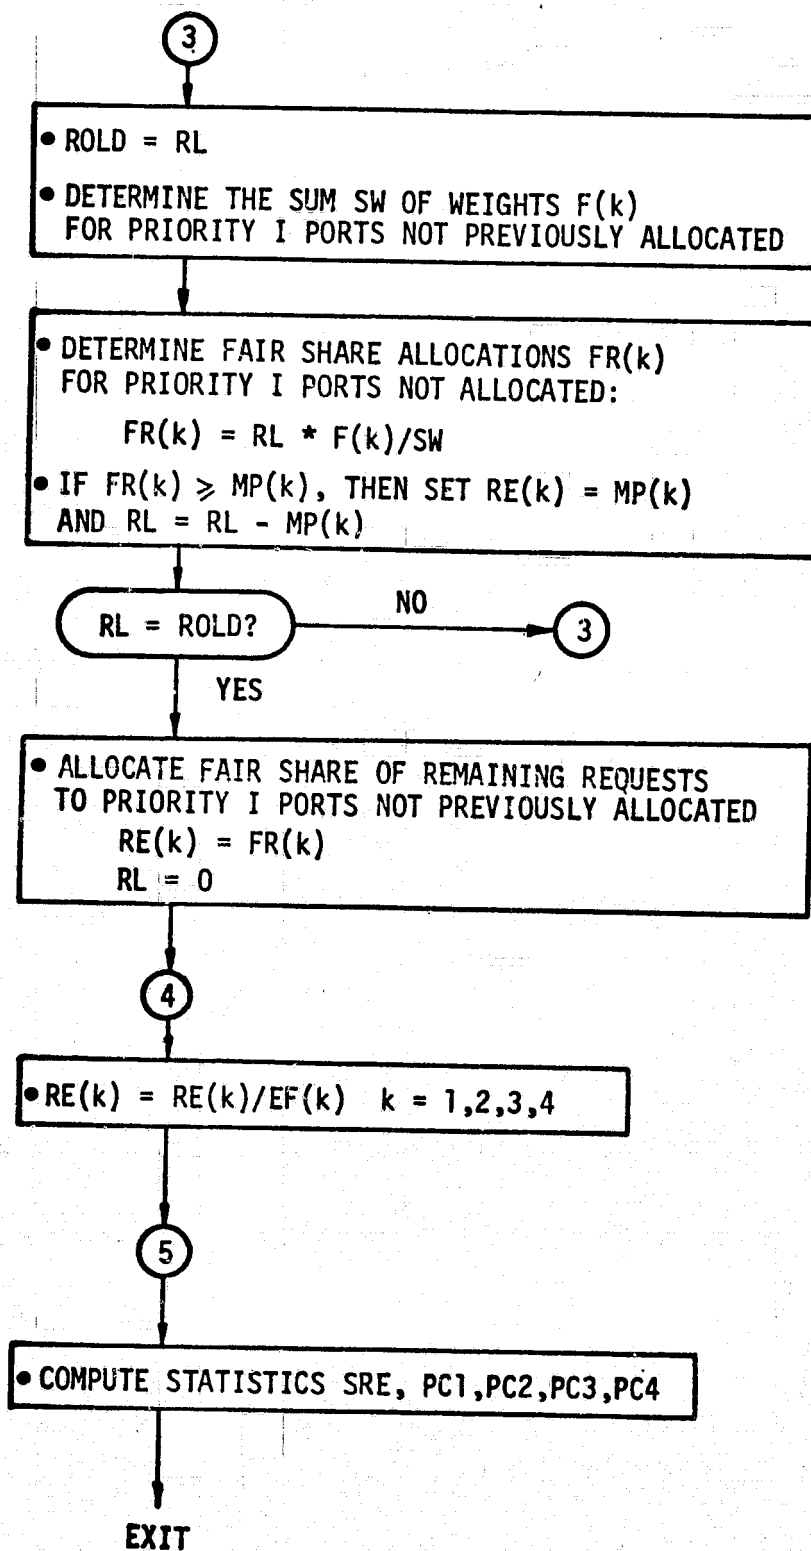 3
• ROLD = RL
• DETERMINE THE SUM SW OF WEIGHTS F(k)
FOR PRIORITY I PORTS NOT PREVIOUSLY ALLOCATED
• DETERMINE FAIR SHARE ALLOCATIONS FR(k)
FOR PRIORITY I PORTS NOT ALLOCATED:
FR(k) = RL * F(k)/SW
• IF FR(k) ⩾ MP(k), THEN SET RE(k) = MP(k)
AND RL = RL - MP(k)
RL = ROLD?
NO
3
YES
• ALLOCATE FAIR SHARE OF REMAINING REQUESTS
TO PRIORITY I PORTS NOT PREVIOUSLY ALLOCATED
RE(k) = FR(k)
RL = 0
4
• RE(k) = RE(k)/EF(k) k = 1,2,3,4
5
• COMPUTE STATISTICS SRE, PC1,PC2,PC3,PC4
EXIT